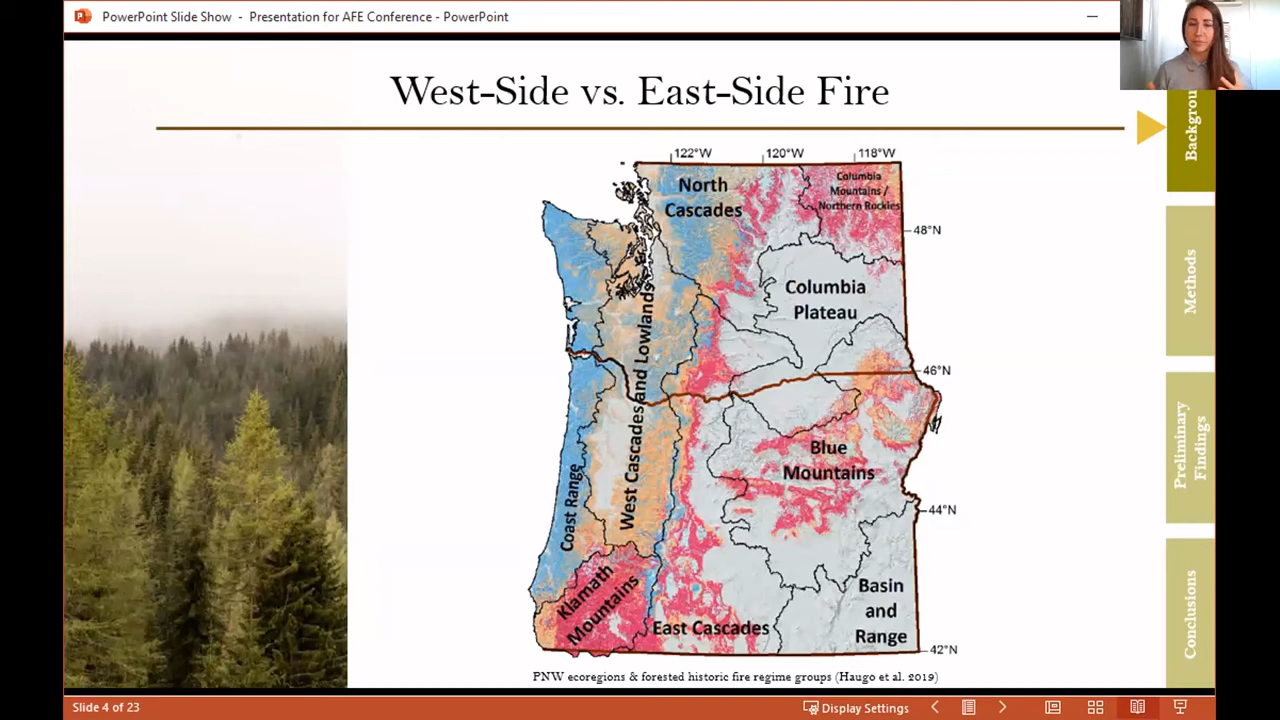 PowerPoint Slide Show - Presentation for AFE Conference - PowerPoint
West-Side vs. East-Side Fire
122°W 120°W 118°W
North
Cascades
Columbia
Mountains /
Northern Rockies
48°N
Columbia
Plateau
46°N
West Cascades and Lowlands
Blue
Mountains
Coast Range
44°N
Klamath
Mountains
East Cascades
Basin
and
Range
42°N
PNW ecoregions & forested historic fire regime groups (Haugo et al. 2019)
Backgrou
Methods
Preliminary
Findings
Conclusions
Slide 4 of 23
Display Settings